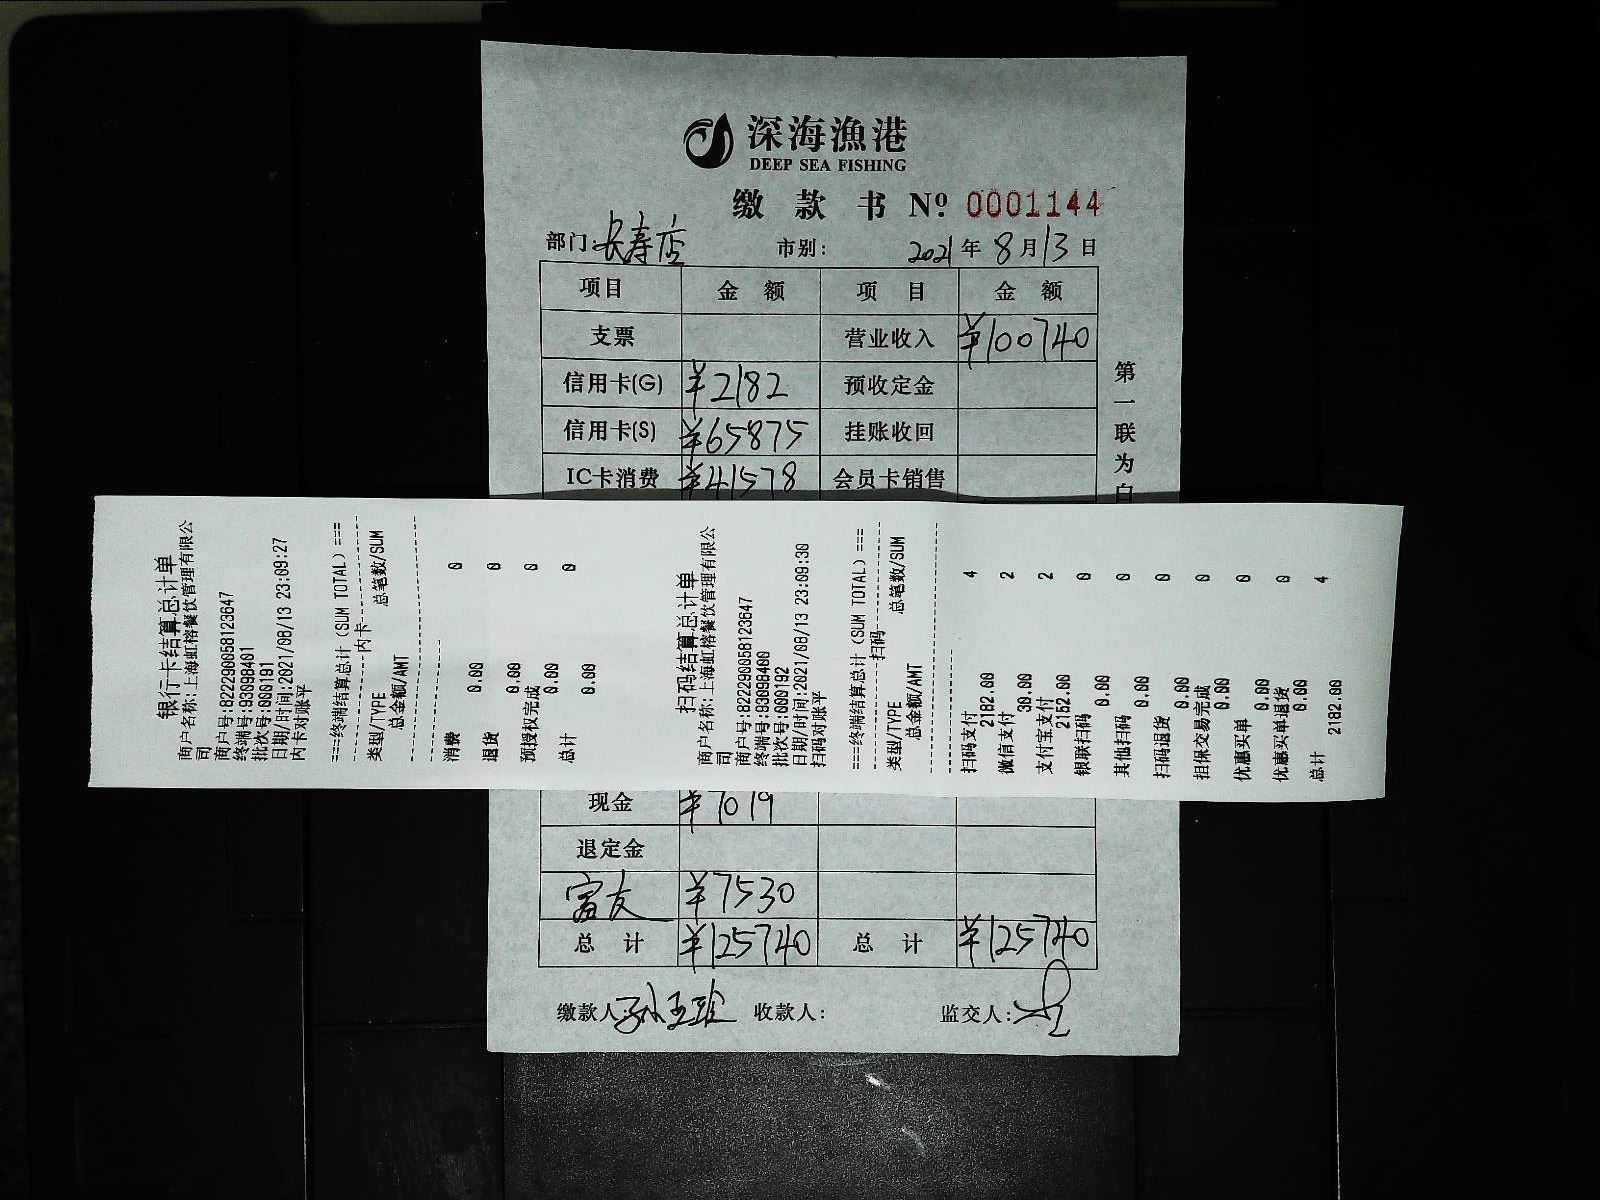 深海漁港
DEEP SEA FISHING
缴 款 书 Nº 0001144
部门: 长寿店 市别: 2021 年 8 月 13 日
项目 金 额 项 目 金 额
支票 营业收入 ¥100740
信用卡(G) ¥2182 预收定金
信用卡(S) ¥65875 挂账收回
IC卡消费 ¥41578 会员卡销售
第一联为白
银行卡结算总计单
商户名称:上海虹榕餐饮管理有限公
司
商户号:822290058123647
终端号:93098401
批次号:000191
日期/时间:2021/08/13 23:09:27
内卡对账平
===终端结算总计 (SUM TOTAL) ===
内卡
类型/TYPE 总笔数/SUM
总金额/AMT
消费 0
0.00
退货 0
0.00
预授权完成 0
0.00
总计 0
0.00
扫码结算总计单
商户名称:上海虹榕餐饮管理有限公
司
商户号:822290058123647
终端号:93098400
批次号:000192
日期/时间:2021/08/13 23:09:30
扫码对账平
===终端结算总计 (SUM TOTAL) ===
扫码
类型/TYPE 总笔数/SUM
总金额/AMT
扫码支付 4
2182.00
微信支付 2
30.00
支付宝支付 2
2152.00
银联扫码 0
0.00
其他扫码 0
0.00
扫码退货 0
0.00
担保交易完成 0
0.00
优惠买单 0
0.00
优惠买单退货 0
0.00
总计 4
2182.00
现金 ¥7019
退定金
富友 ¥7530
总 计 ¥125740 总 计 ¥125740
缴款人: 孙玉珍 收款人: 监交人: